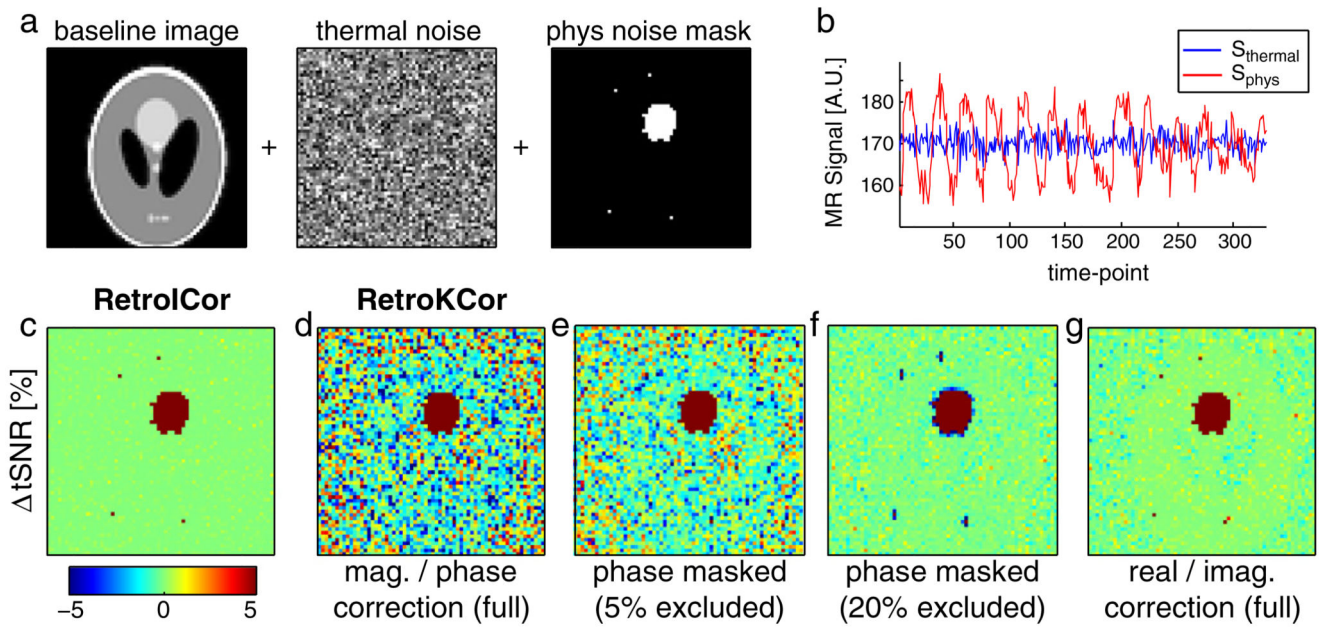 a
baseline image
thermal noise
phys noise mask
+
+
b
S_thermal
S_phys
MR Signal [A.U.]
180
170
160
50 100 150 200 250 300
time-point
RetroICor
RetroKCor
c
d
e
f
g
ΔtSNR [%]
−5 0 5
mag. / phase
correction (full)
phase masked
(5% excluded)
phase masked
(20% excluded)
real / imag.
correction (full)